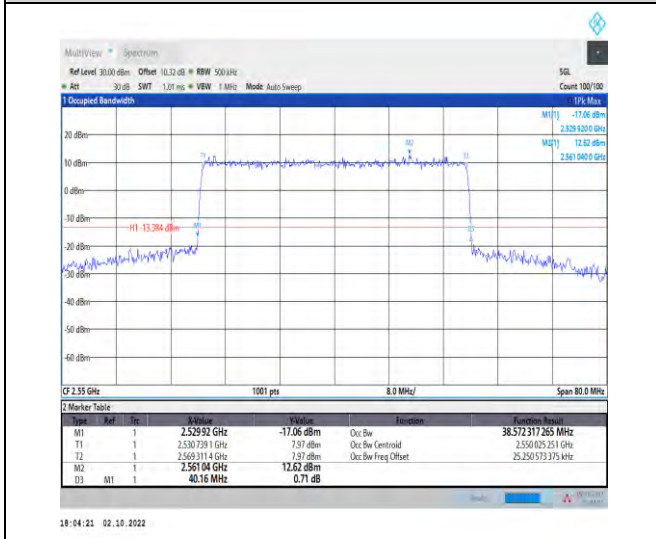 MultiView Spectrum
Ref Level 30.00 dBm Offset 10.32 dB RBW 500 kHz SGL
Att 30 dB SWT 1.01 ms VBW 1 MHz Mode Auto Sweep Count 100/100
1 Occupied Bandwidth 1Pk Max
M1[1] -17.06 dBm
2.529 920 0 GHz
20 dBm
M2[1] 12.62 dBm
2.561 040 0 GHz
M2
T1
10 dBm
0 dBm
-10 dBm
H1 -13.384 dBm
M1
D3
-20 dBm
-30 dBm
-40 dBm
-50 dBm
-60 dBm
CF 2.55 GHz 1001 pts 8.0 MHz/ Span 80.0 MHz
2 Marker Table
Type Ref Trc X-Value Y-Value Function Function Result
M1 1 2.529 92 GHz -17.06 dBm Occ Bw 38.572 317 265 MHz
T1 1 2.530 739 1 GHz 7.97 dBm Occ Bw Centroid 2.550 025 251 GHz
T2 1 2.569 311 4 GHz 7.97 dBm Occ Bw Freq Offset 25.250 573 375 kHz
M2 1 2.561 04 GHz 12.62 dBm
D3 M1 1 40.16 MHz 0.71 dB
18:04:21 02.10.2022